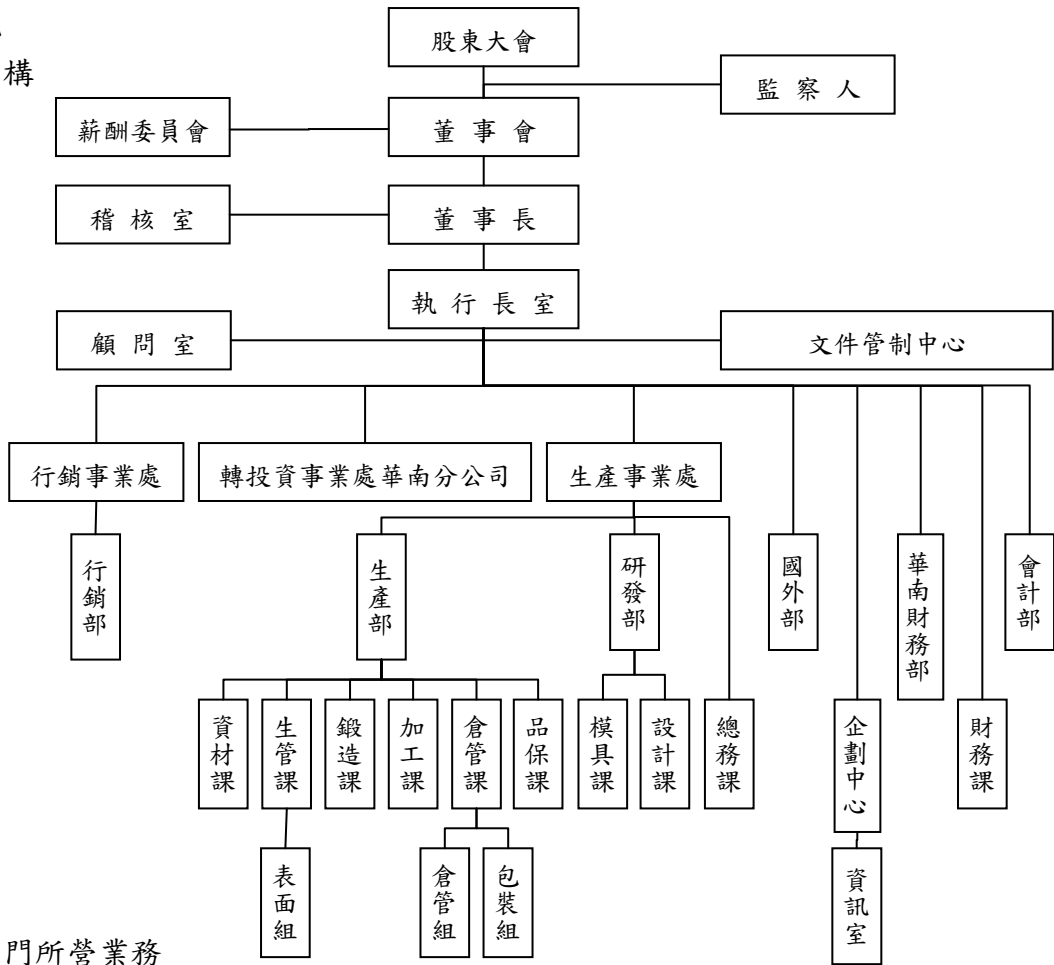 構
股東大會
監 察 人
薪酬委員會
董 事 會
稽 核 室
董 事 長
執 行 長 室
顧 問 室
文件管制中心
行銷事業處
轉投資事業處華南分公司
生產事業處
行銷部
生產部
研發部
國外部
華南財務部
會計部
資材課
生管課
鍛造課
加工課
倉管課
品保課
模具課
設計課
總務課
企劃中心
財務課
表面組
倉管組
包裝組
資訊室
門所營業務